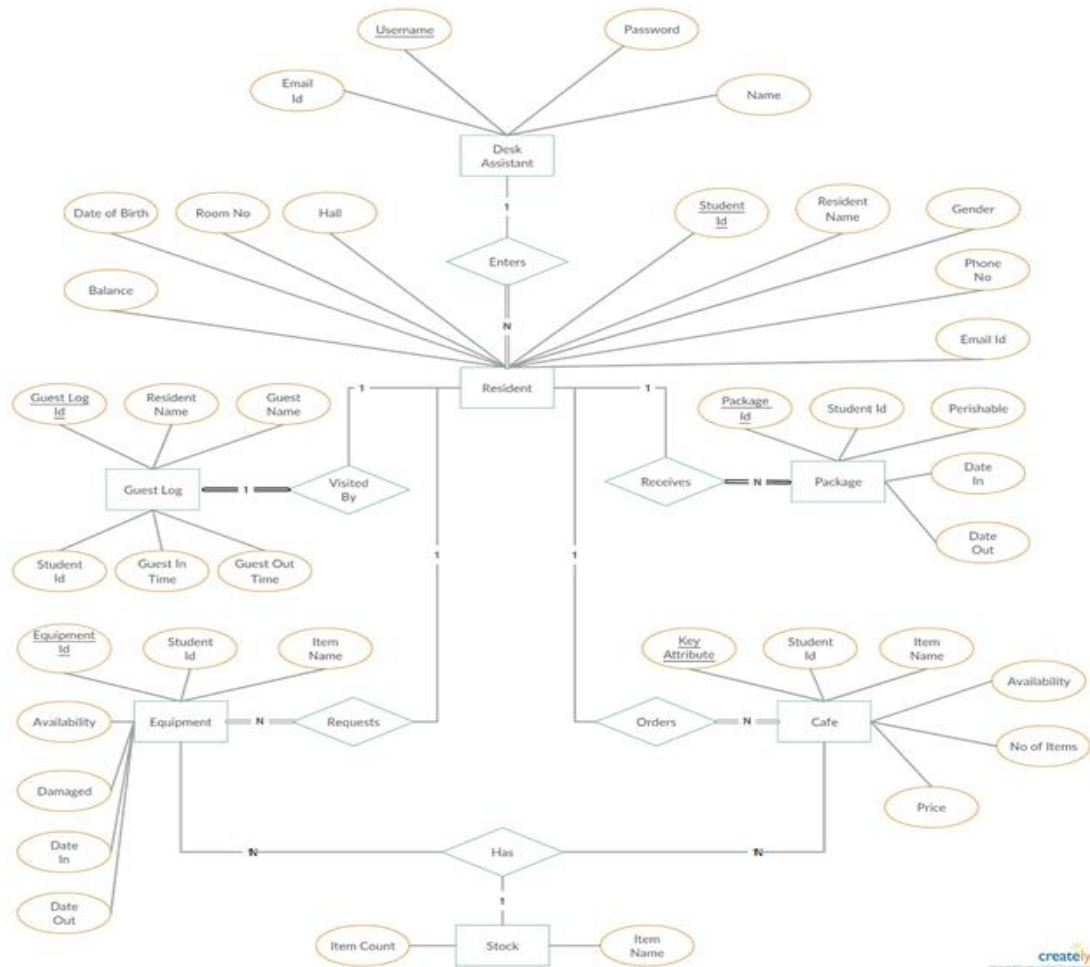 Username
Password
Email
Id
Name
Desk
Assistant
1
Date of Birth
Room No
Hall
Student
Id
Resident
Name
Gender
Enters
Phone
No
Balance
N
Email Id
Resident
1
1
Guest Log
Id
Resident
Name
Guest
Name
Package
Id
Student Id
Perishable
Guest Log
1
Visited
By
Receives
N
Package
Date
In
Date
Out
Student
Id
Guest In
Time
Guest Out
Time
1
1
Equipment
Id
Student
Id
Item
Name
Key
Attribute
Student
Id
Item
Name
Availability
Availability
Equipment
N
Requests
Orders
N
Cafe
No of Items
Damaged
Price
Date
In
N
Has
N
Date
Out
1
Item Count
Stock
Item
Name
creately